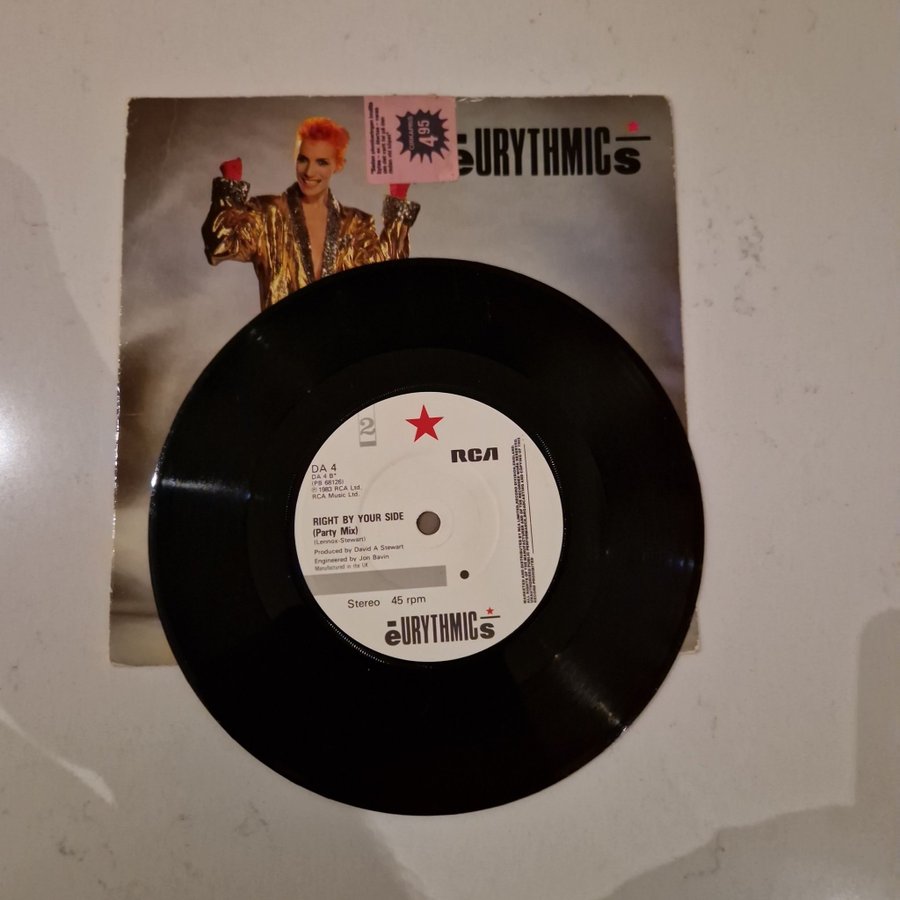 CIRKAPRIS
4 95
eURYTHMICs
2
RCA
DA 4
DA 4 B*
(PB 68126)
℗ 1983 RCA Ltd.
RCA Music Ltd.
RIGHT BY YOUR SIDE
(Party Mix)
(Lennox-Stewart)
Produced by David A Stewart
Engineered by Jon Bavin
Manufactured in the UK
Stereo 45 rpm
eURYTHMICs